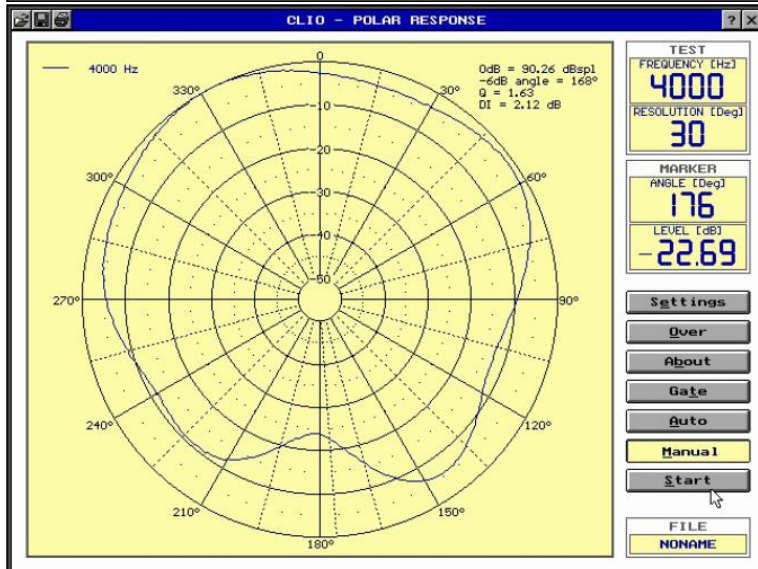 CLIO - POLAR RESPONSE
? X
4000 Hz
0dB = 90.26 dBspl
-6dB angle = 168°
Q = 1.63
DI = 2.12 dB
0
330°
30°
-10
-20
300°
60°
-30
-40
-50
270°
90°
240°
120°
210°
150°
180°
TEST
FREQUENCY [Hz]
4000
RESOLUTION [Deg]
30
MARKER
ANGLE [Deg]
176
LEVEL [dB]
-22.69
Settings
Over
About
Gate
Auto
Manual
Start
FILE
NONAME